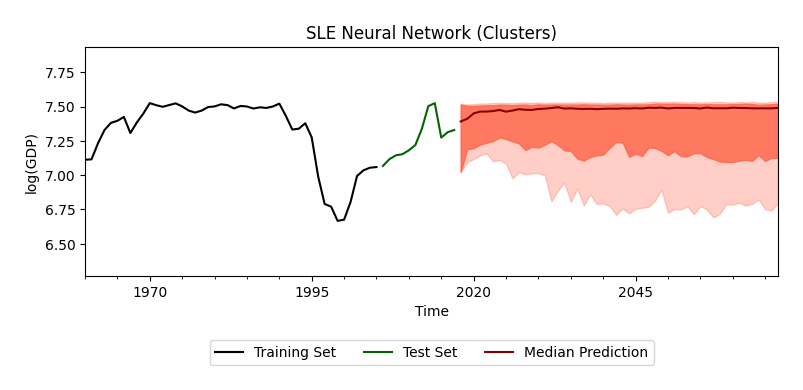 SLE Neural Network (Clusters)
7.75
7.50
7.25
7.00
6.75
6.50
log(GDP)
1970 1995 2020 2045
Time
Training Set Test Set Median Prediction